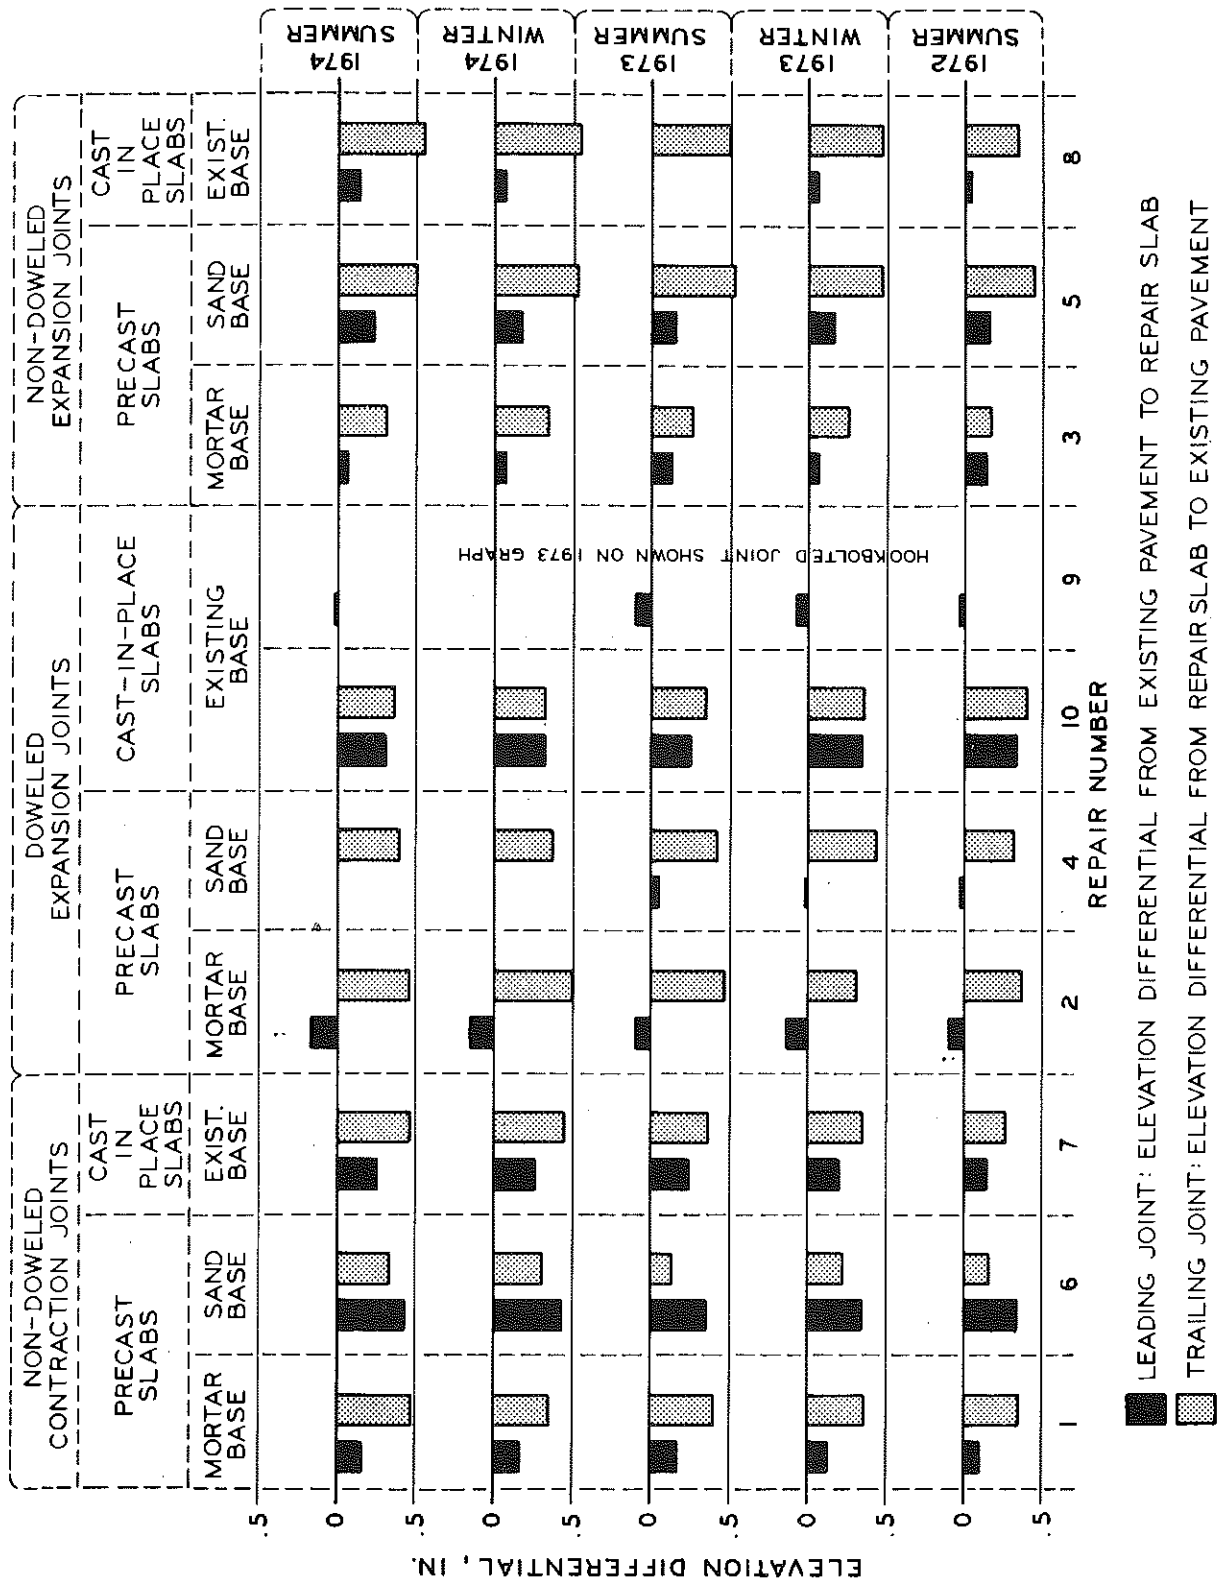 NON-DOWELED
CONTRACTION JOINTS
DOWELED
EXPANSION JOINTS
NON-DOWELED
EXPANSION JOINTS
PRECAST
SLABS
CAST
IN
PLACE
SLABS
PRECAST
SLABS
CAST-IN-PLACE
SLABS
PRECAST
SLABS
CAST
IN
PLACE
SLABS
MORTAR
BASE
SAND
BASE
EXIST.
BASE
MORTAR
BASE
SAND
BASE
EXISTING
BASE
MORTAR
BASE
SAND
BASE
EXIST.
BASE
ELEVATION DIFFERENTIAL, IN.
.5
0
.5
0
.5
0
.5
0
.5
0
.5
1974
SUMMER
1974
WINTER
1973
SUMMER
1973
WINTER
1972
SUMMER
HOOKBOLTED JOINT SHOWN ON 1973 GRAPH
1 6 7 2 4 10 9 3 5 8
REPAIR NUMBER
LEADING JOINT: ELEVATION DIFFERENTIAL FROM EXISTING PAVEMENT TO REPAIR SLAB
TRAILING JOINT: ELEVATION DIFFERENTIAL FROM REPAIR SLAB TO EXISTING PAVEMENT